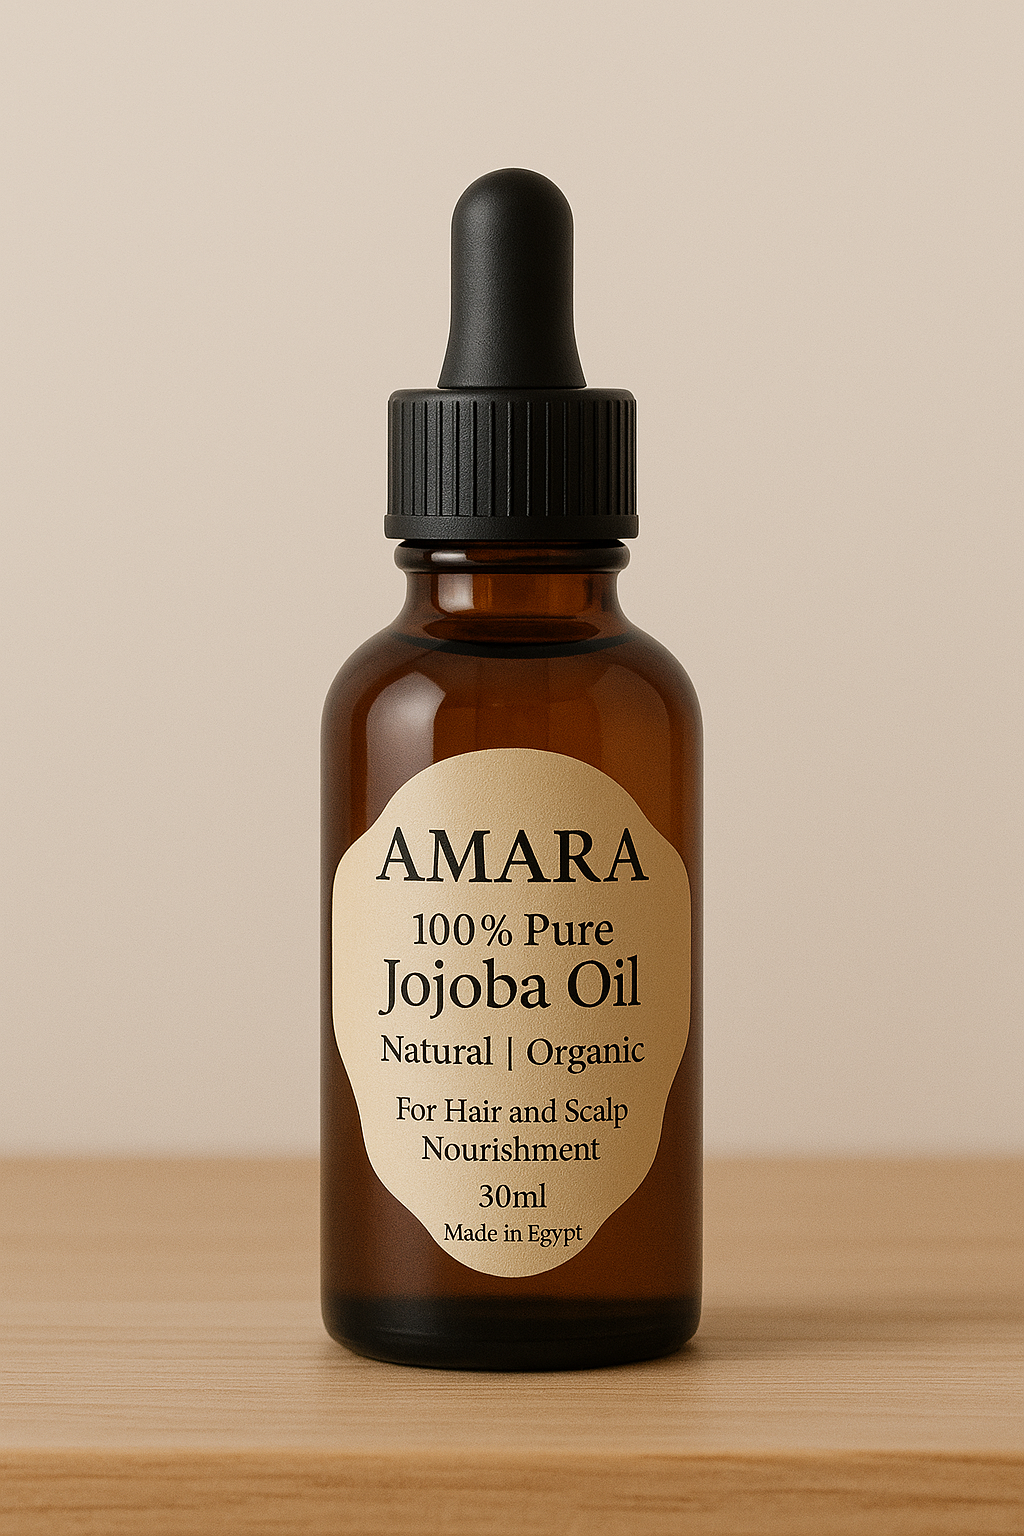 AMARA
100% Pure
Jojoba Oil
Natural | Organic
For Hair and Scalp
Nourishment
30ml
Made in Egypt